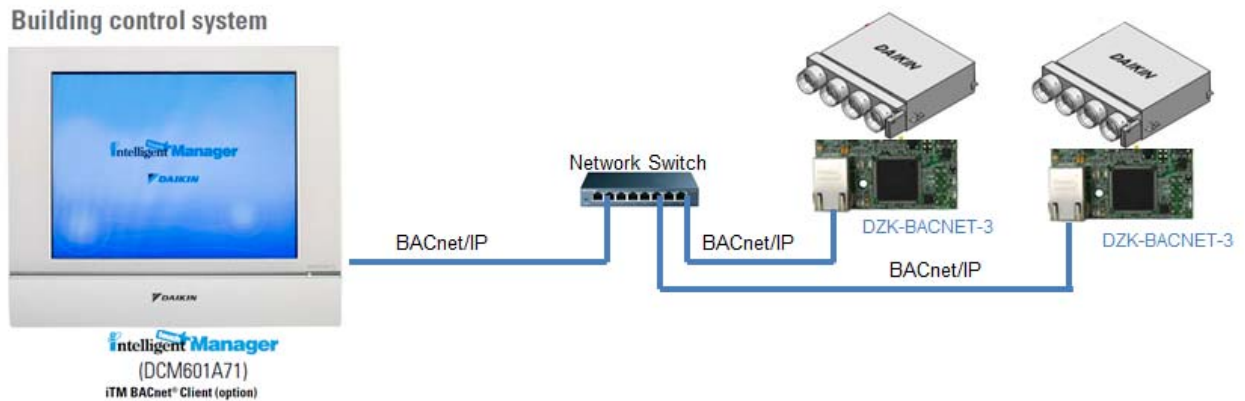 Building control system
intelligent Manager
DAIKIN
DAIKIN
intelligent Manager
(DCM601A71)
iTM BACnet® Client (option)
BACnet/IP
Network Switch
BACnet/IP
BACnet/IP
DAIKIN
DZK-BACNET-3
DAIKIN
DZK-BACNET-3